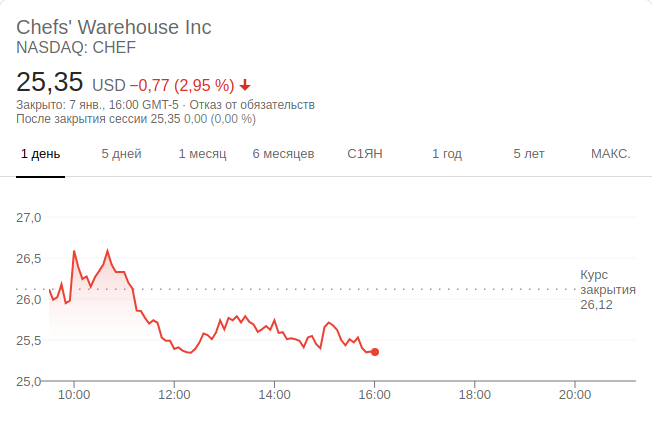 Chefs' Warehouse Inc
NASDAQ: CHEF
25,35 USD −0,77 (2,95 %)
Закрыто: 7 янв., 16:00 GMT-5 · Отказ от обязательств
После закрытия сессии 25,35 0,00 (0,00 %)
1 день 5 дней 1 месяц 6 месяцев С1ЯН 1 год 5 лет МАКС.
27,0
26,5
Курс
закрытия
26,12
26,0
25,5
25,0
10:00 12:00 14:00 16:00 18:00 20:00